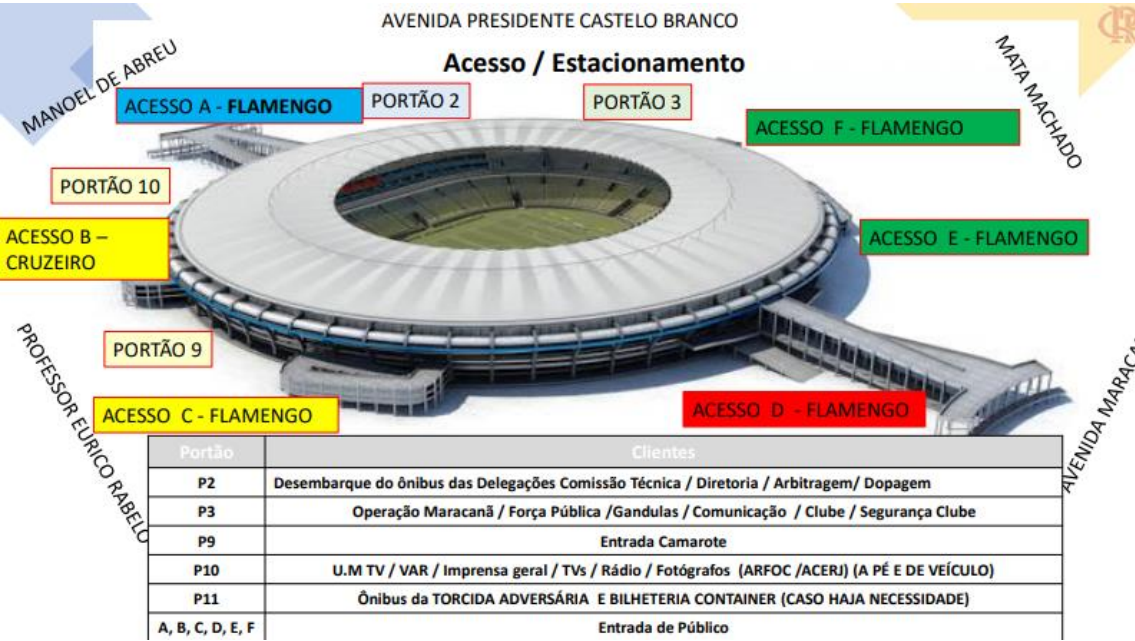 AVENIDA PRESIDENTE CASTELO BRANCO
Acesso / Estacionamento
MANOEL DE ABREU
MATA MACHADO
ACESSO A - FLAMENGO
PORTÃO 2
PORTÃO 3
ACESSO F - FLAMENGO
PORTÃO 10
ACESSO B –
CRUZEIRO
ACESSO E - FLAMENGO
PORTÃO 9
PROFESSOR EURICO RABELO
ACESSO C - FLAMENGO
ACESSO D - FLAMENGO
AVENIDA
Portão Clientes
P2 Desembarque do ônibus das Delegações Comissão Técnica / Diretoria / Arbitragem/ Dopagem
P3 Operação Maracanã / Força Pública /Gandulas / Comunicação / Clube / Segurança Clube
P9 Entrada Camarote
P10 U.M TV / VAR / Imprensa geral / TVs / Rádio / Fotógrafos (ARFOC /ACERJ) (A PÉ E DE VEÍCULO)
P11 Ônibus da TORCIDA ADVERSÁRIA E BILHETERIA CONTAINER (CASO HAJA NECESSIDADE)
A, B, C, D, E, F Entrada de Público